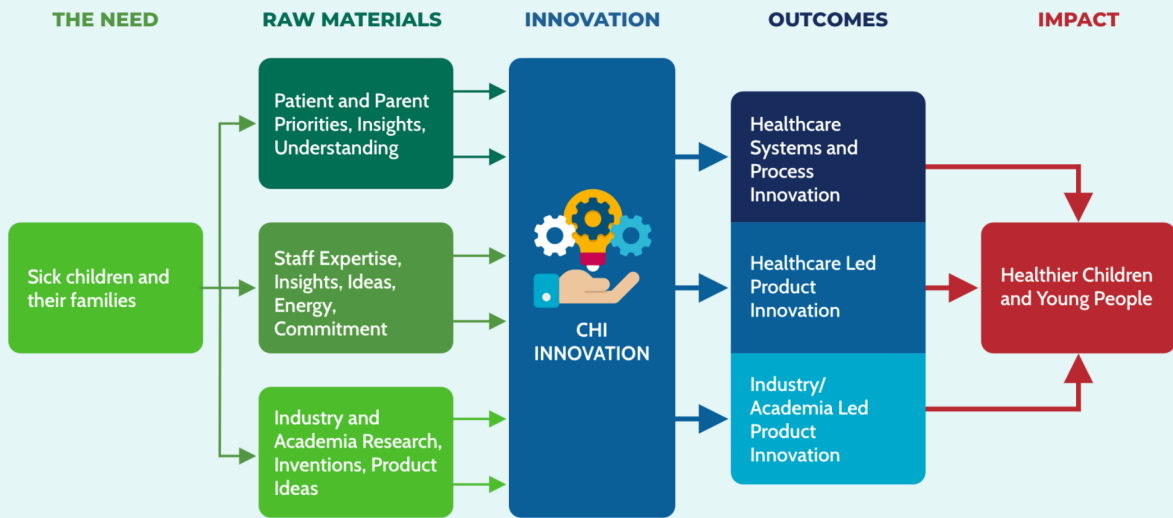 THE NEED
RAW MATERIALS
INNOVATION
OUTCOMES
IMPACT
Sick children and
their families
Patient and Parent
Priorities, Insights,
Understanding
Staff Expertise,
Insights, Ideas,
Energy,
Commitment
Industry and
Academia Research,
Inventions, Product
Ideas
CHI
INNOVATION
Healthcare
Systems and
Process
Innovation
Healthcare Led
Product
Innovation
Industry/
Academia Led
Product
Innovation
Healthier Children
and Young People